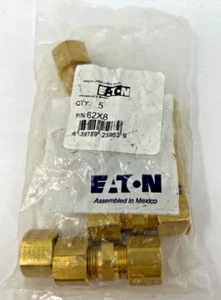 EATON
QTY. 5
P/N 62X8
EATON
Assembled in Mexico